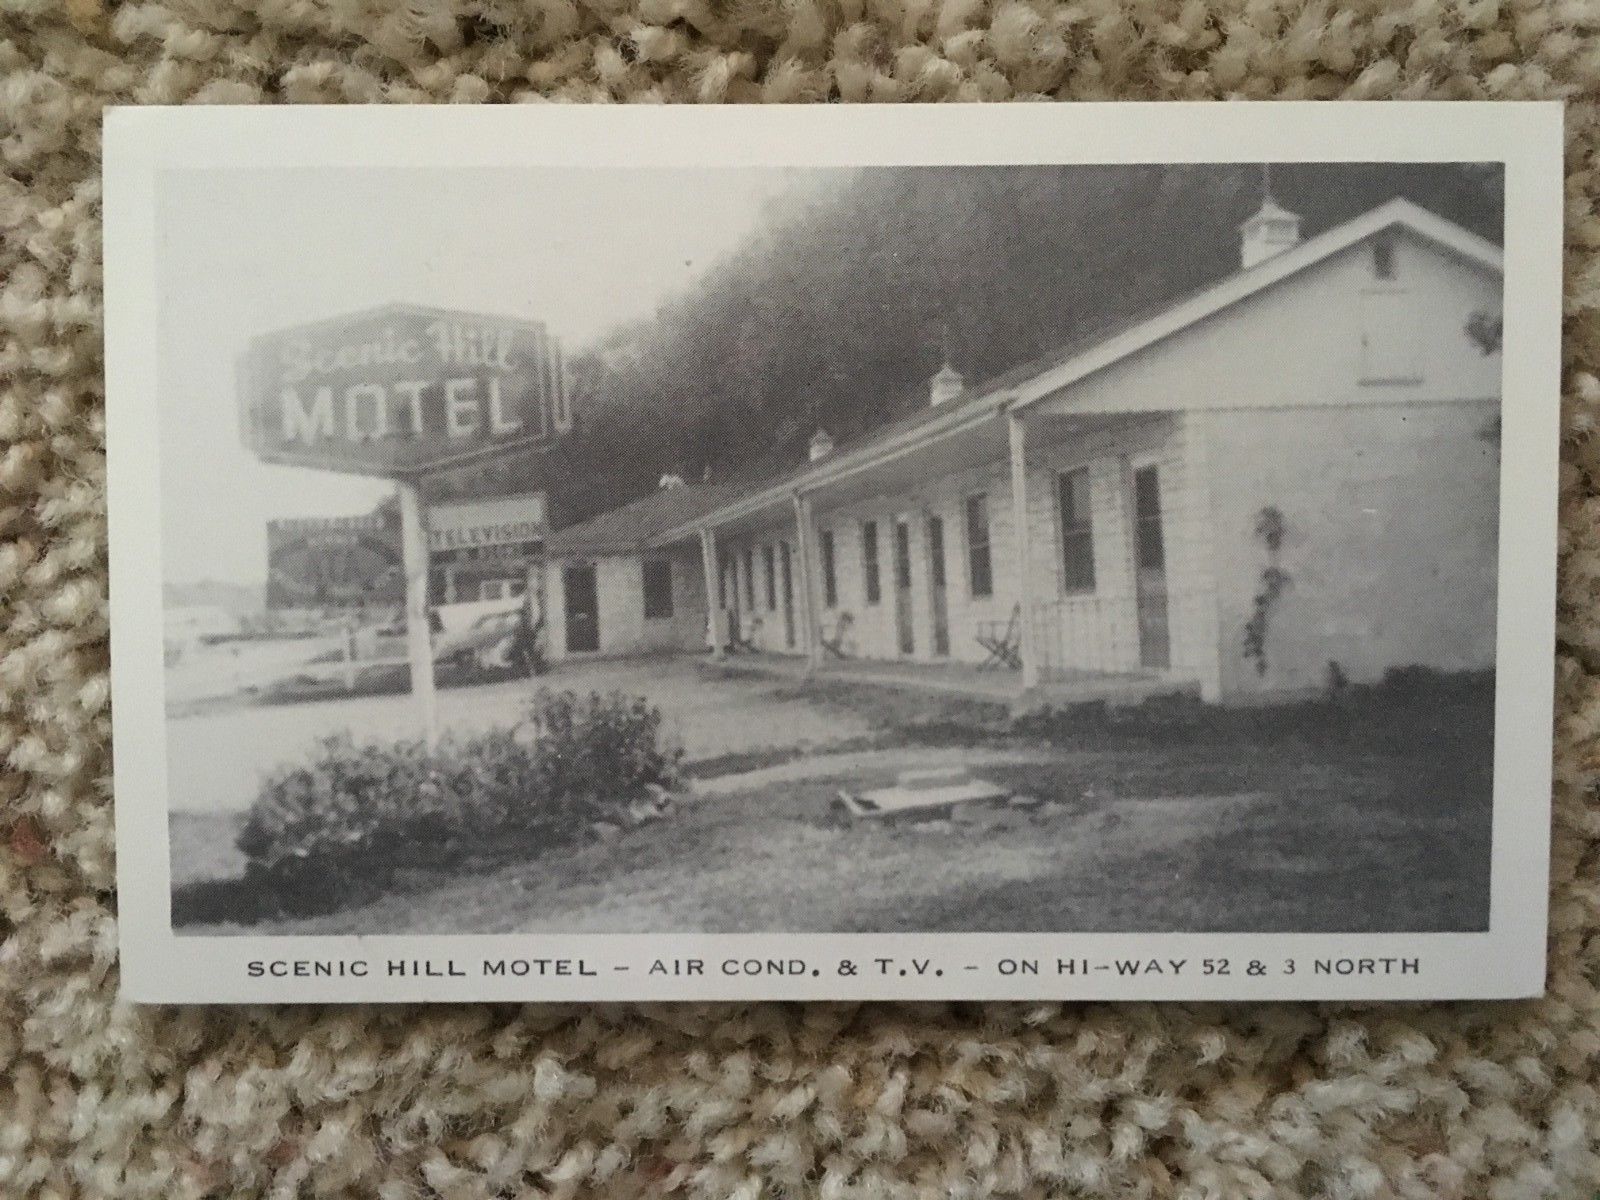 Scenic Hill
MOTEL
TELEVISION
SCENIC HILL MOTEL – AIR COND. & T.V. – ON HI–WAY 52 & 3 NORTH